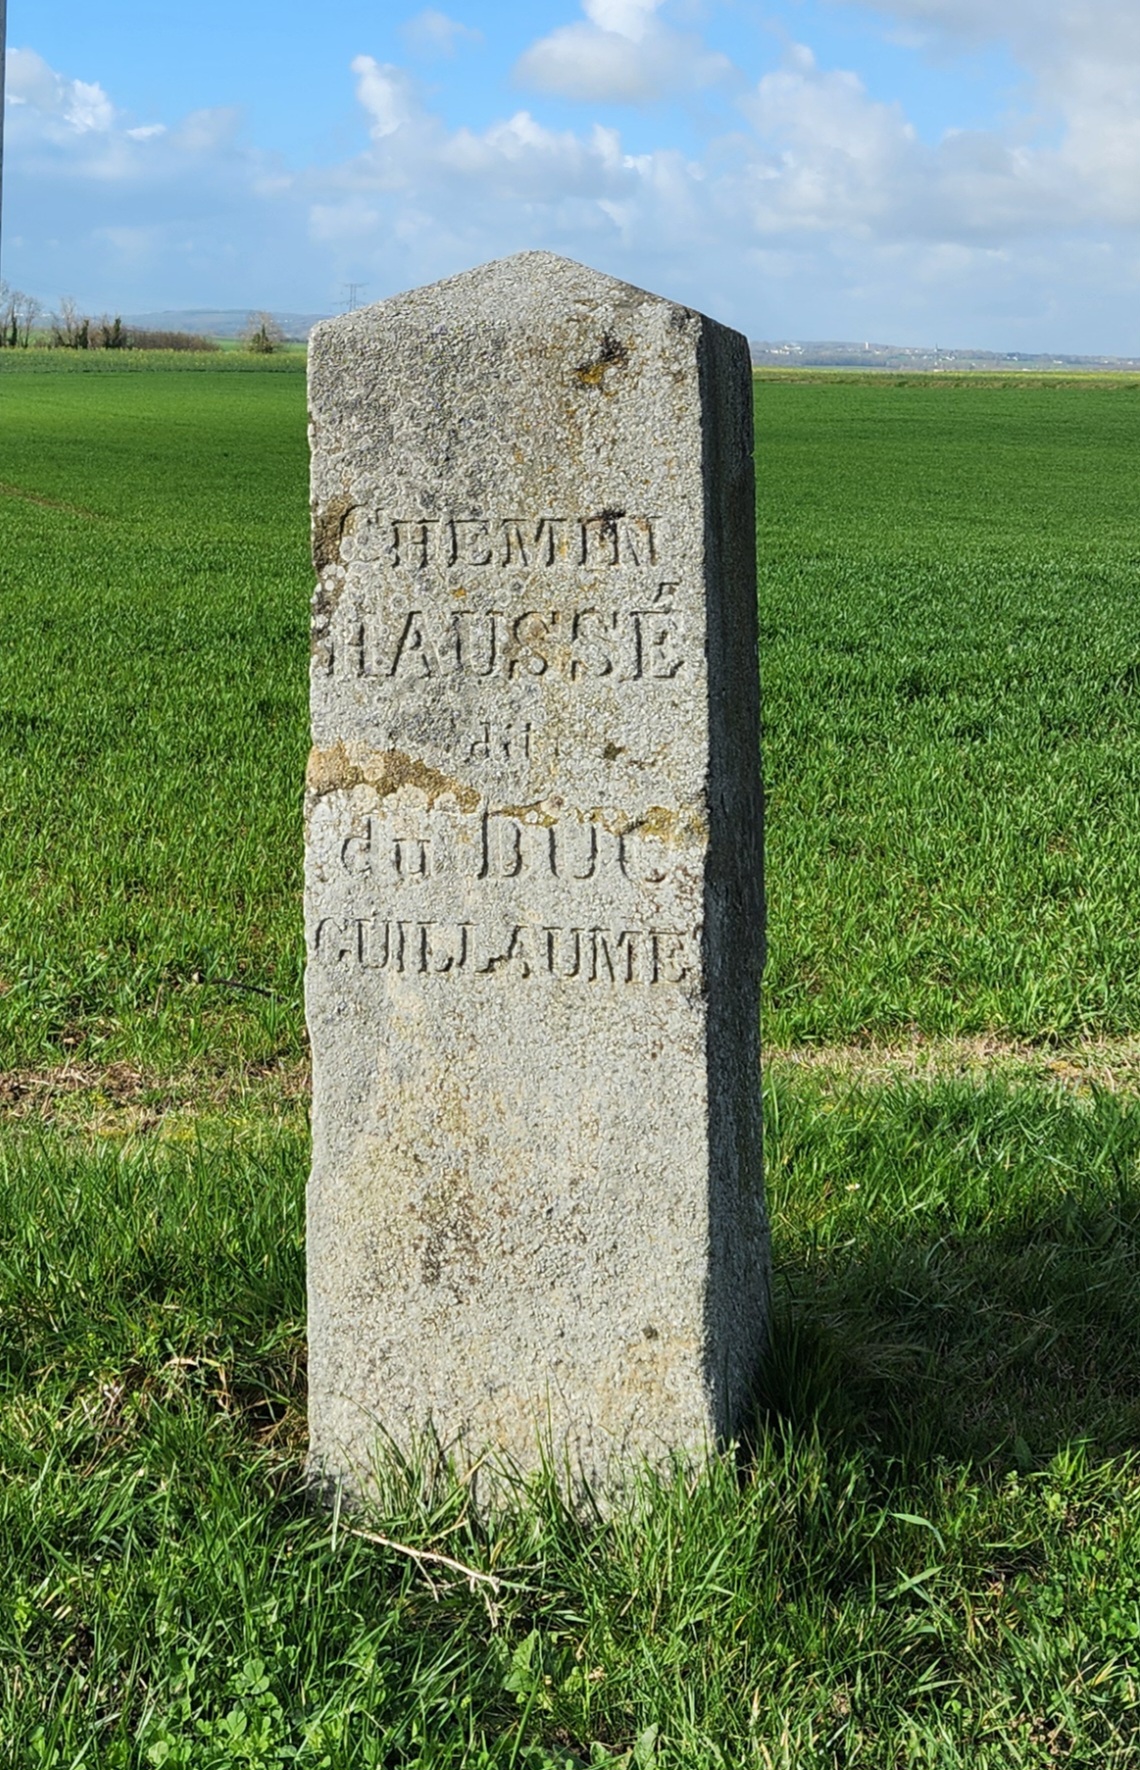 CHEMIN
HAUSSÉ
dit
du DUC
GUILLAUME